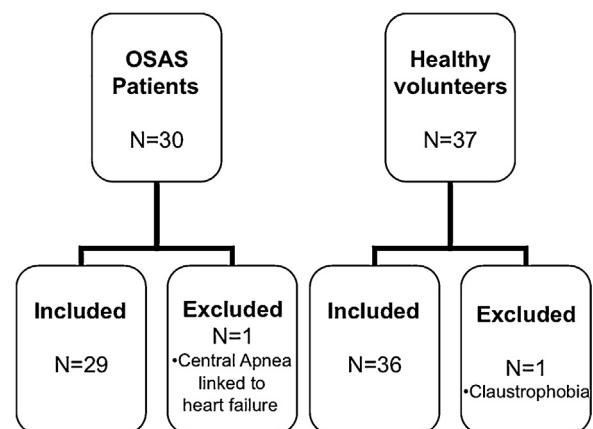 OSAS
Patients
N=30
Healthy
volunteers
N=37
Included
N=29
Excluded
N=1
•Central Apnea
linked to
heart failure
Included
N=36
Excluded
N=1
•Claustrophobia